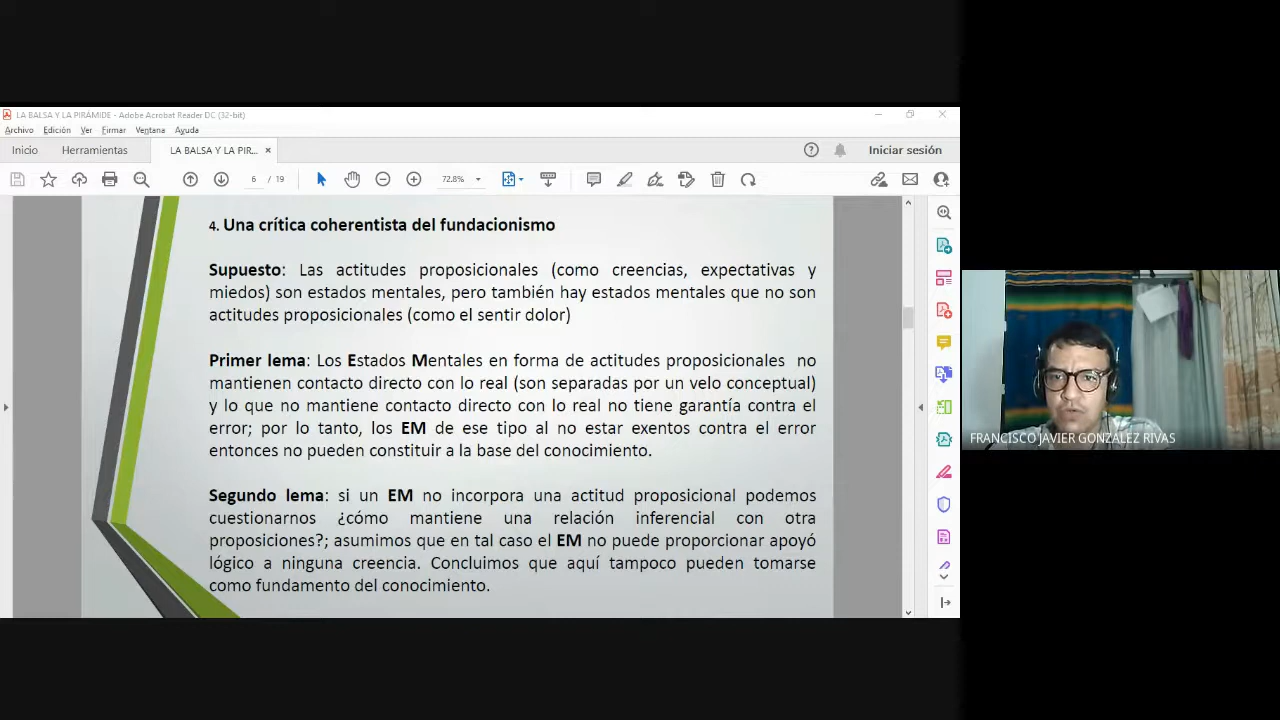 LA BALSA Y LA PIRÁMIDE - Adobe Acrobat Reader DC (32-bit)
Archivo Edición Ver Firmar Ventana Ayuda
Inicio Herramientas LA BALSA Y LA PIR... × Iniciar sesión
6 / 19 72.8%
4. Una crítica coherentista del fundacionismo
Supuesto: Las actitudes proposicionales (como creencias, expectativas y
miedos) son estados mentales, pero también hay estados mentales que no son
actitudes proposicionales (como el sentir dolor)
Primer lema: Los Estados Mentales en forma de actitudes proposicionales no
mantienen contacto directo con lo real (son separadas por un velo conceptual)
y lo que no mantiene contacto directo con lo real no tiene garantía contra el
error; por lo tanto, los EM de ese tipo al no estar exentos contra el error
entonces no pueden constituir a la base del conocimiento.
Segundo lema: si un EM no incorpora una actitud proposicional podemos
cuestionarnos ¿cómo mantiene una relación inferencial con otra
proposiciones?; asumimos que en tal caso el EM no puede proporcionar apoyó
lógico a ninguna creencia. Concluimos que aquí tampoco pueden tomarse
como fundamento del conocimiento.
FRANCISCO JAVIER GONZALEZ RIVAS